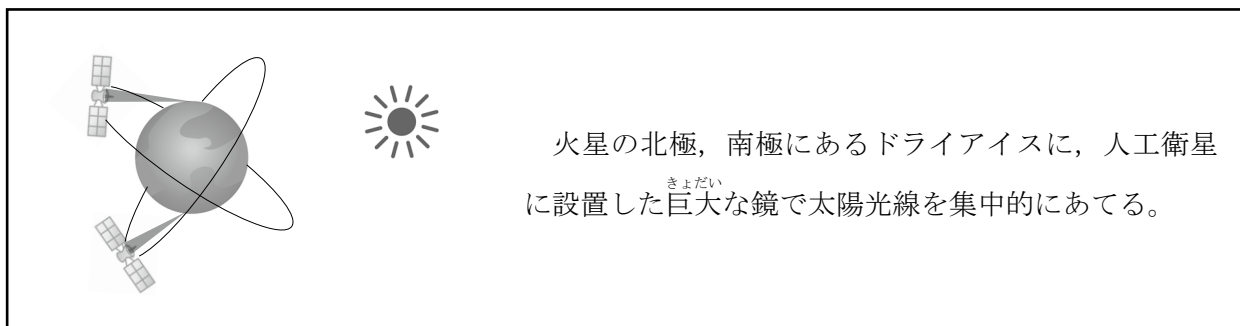 火星の北極，南極にあるドライアイスに，人工衛星
に設置した巨大な鏡で太陽光線を集中的にあてる。
きょだい